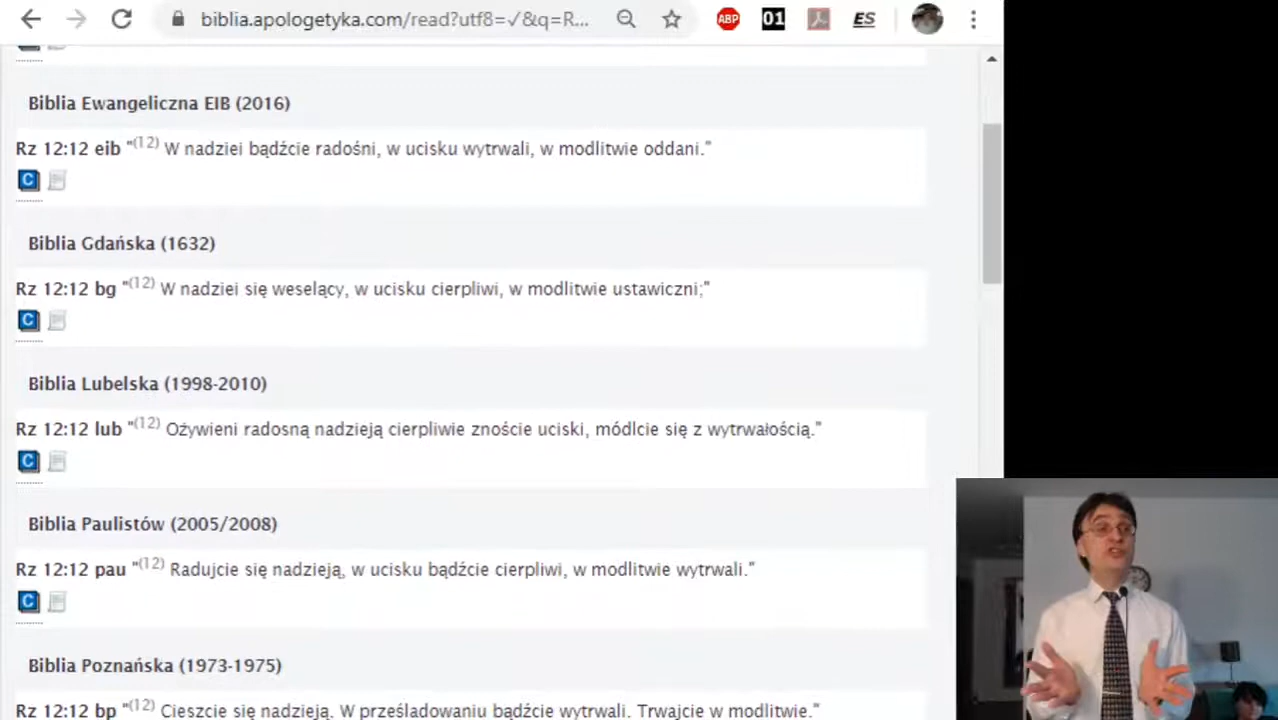 biblia.apologetyka.com/read?utf8=✓&q=R...
ABP
01
ES
Biblia Ewangeliczna EIB (2016)
Rz 12:12 eib "(12) W nadziei bądźcie radośni, w ucisku wytrwali, w modlitwie oddani."
C
Biblia Gdańska (1632)
Rz 12:12 bg "(12) W nadziei się weselący, w ucisku cierpliwi, w modlitwie ustawiczni;"
C
Biblia Lubelska (1998-2010)
Rz 12:12 lub "(12) Ożywieni radosną nadzieją cierpliwie znoście uciski, módlcie się z wytrwałością."
C
Biblia Paulistów (2005/2008)
Rz 12:12 pau "(12) Radujcie się nadzieją, w ucisku bądźcie cierpliwi, w modlitwie wytrwali."
C
Biblia Poznańska (1973-1975)
Rz 12:12 bp "(12) Cieszcie się nadzieją. W prześladowaniu bądźcie wytrwali. Trwajcie w modlitwie."